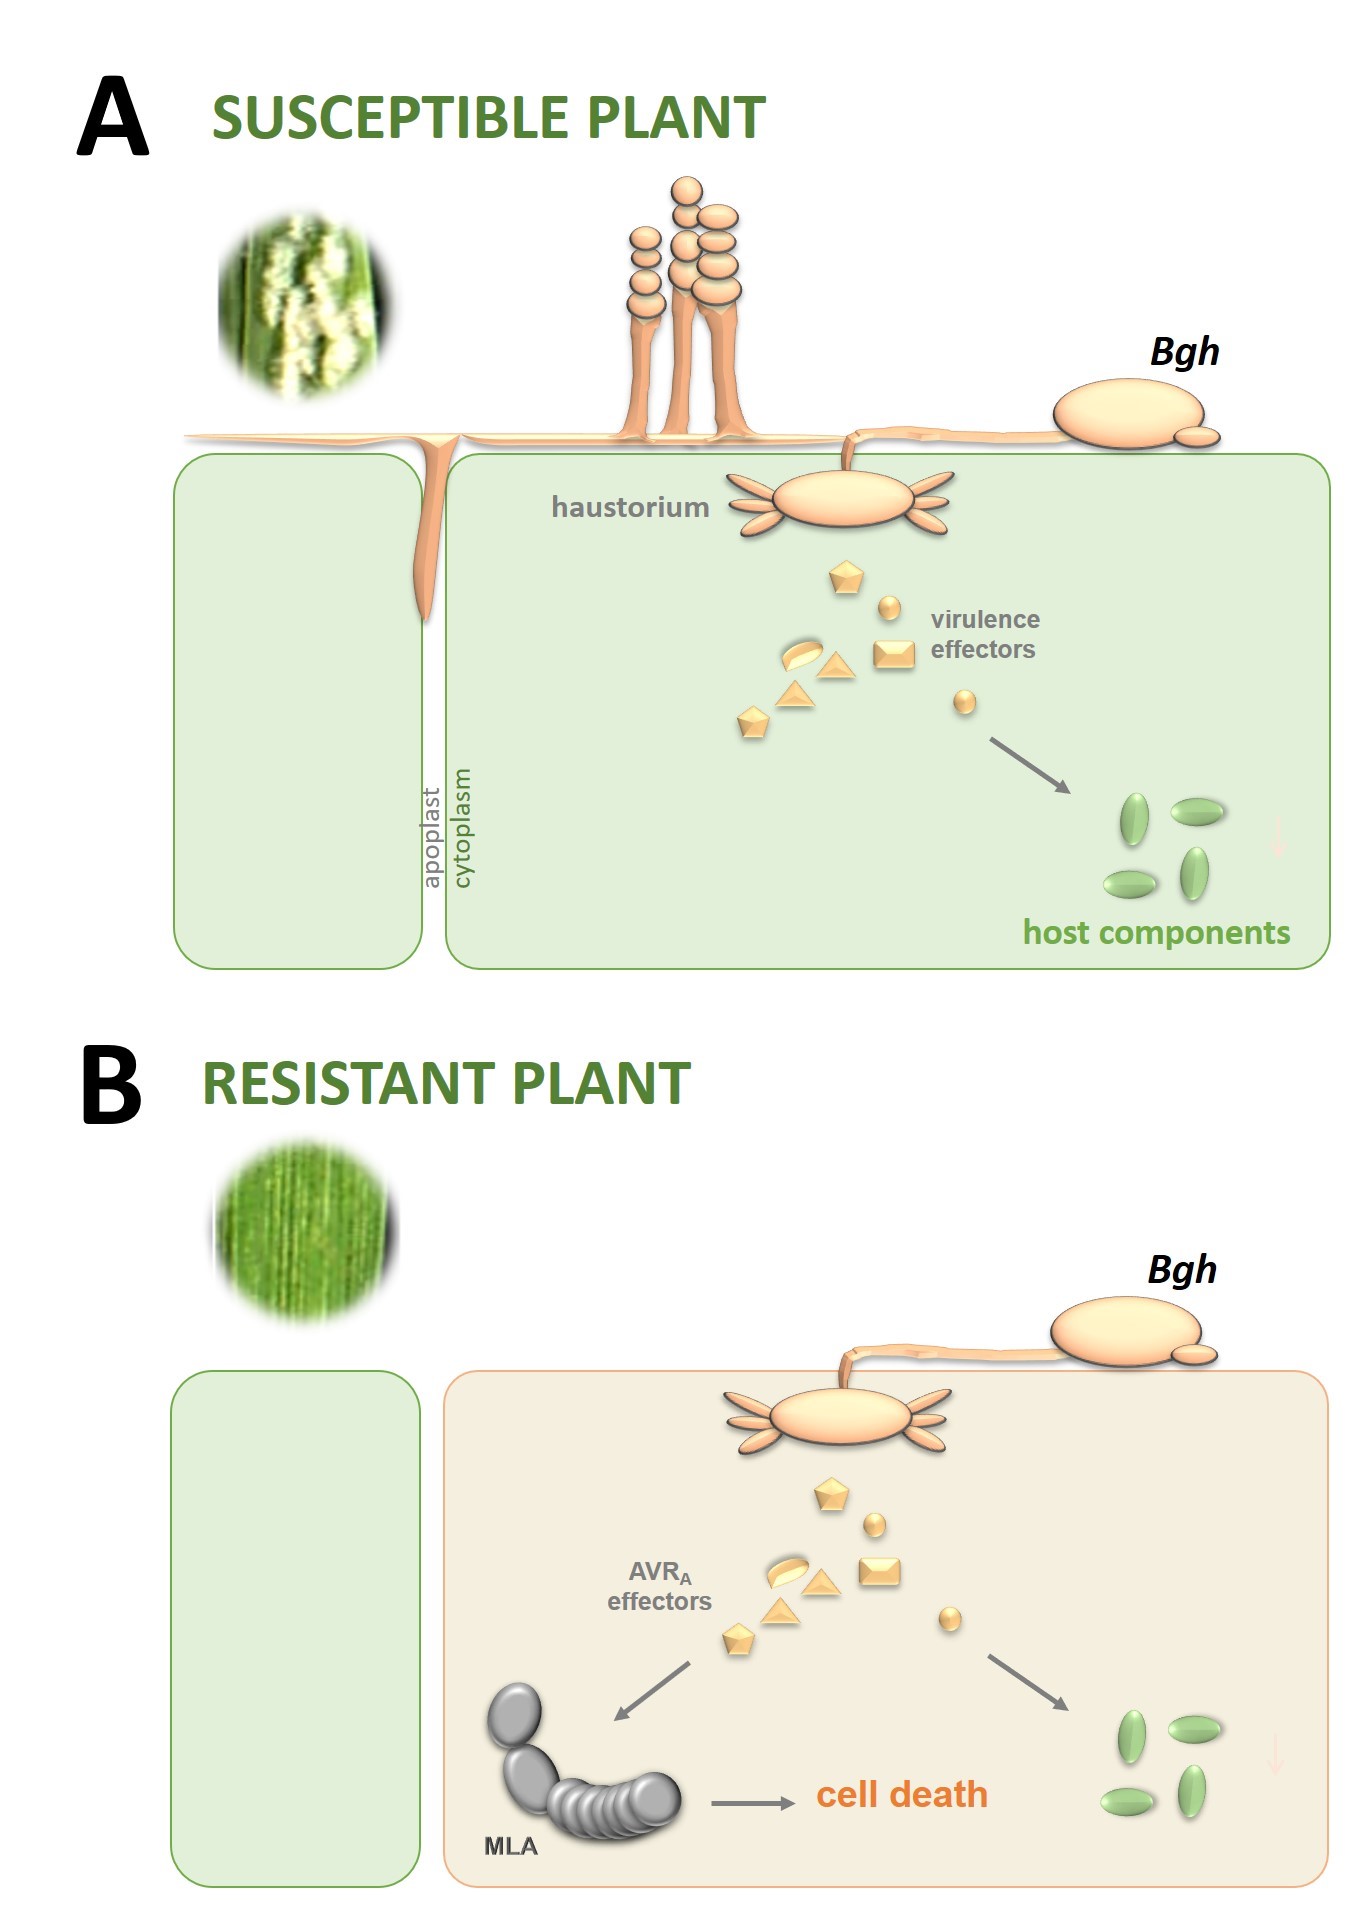 A SUSCEPTIBLE PLANT
Bgh
haustorium
virulence
effectors
apoplast
cytoplasm
host components
B RESISTANT PLANT
Bgh
AVRA
effectors
cell death
MLA